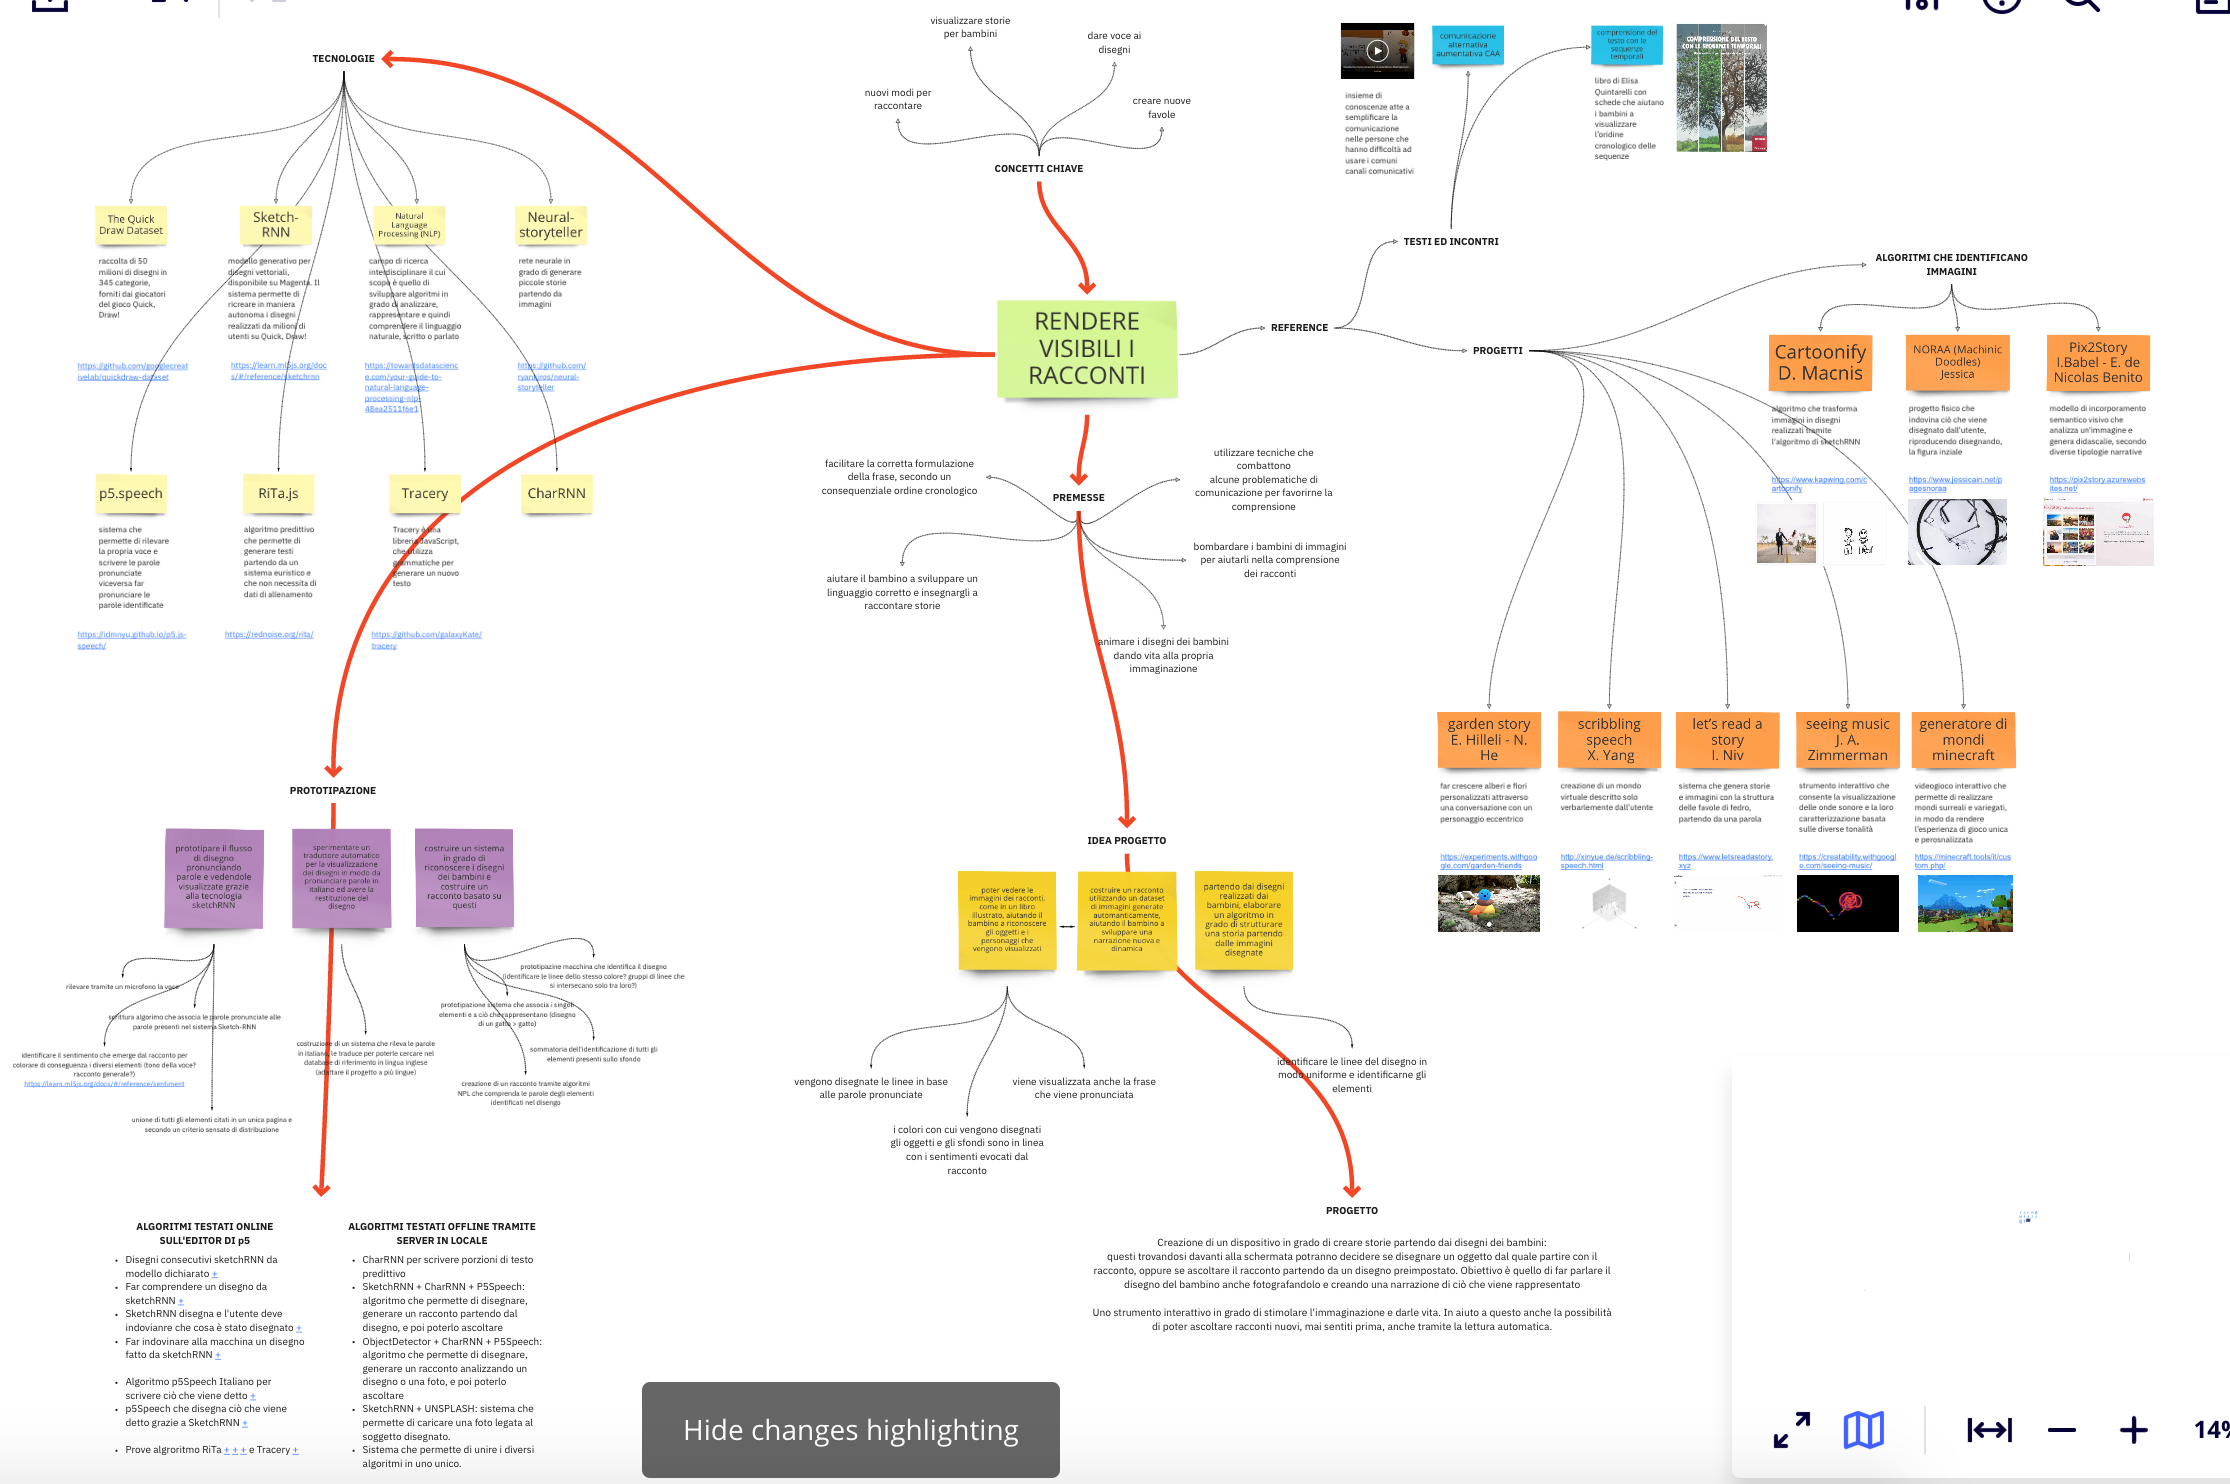 TECNOLOGIE
The Quick
Draw Dataset
raccolta di 50
milioni di disegni in
345 categorie,
forniti dai giocatori
del gioco Quick,
Draw!
https://github.com/googlecreat
ivelab/quickdraw-dataset
Sketch-
RNN
modello generativo per
disegni vettoriali,
disponibile su Magenta. Il
sistema permette di
ricreare in maniera
autonoma i disegni
realizzati da milioni di
utenti su Quick, Draw!
https://learn.ml5js.org/doc
s/#/reference/sketchrnn
Natural
Language
Processing (NLP)
campo di ricerca
interdisciplinare il cui
scopo è quello di
sviluppare algoritmi in
grado di analizzare,
rappresentare e quindi
comprendere il linguaggio
naturale, scritto o parlato
https://towardsdatascienc
e.com/your-guide-to-
natural-language-
processing-nlp-
48ea2511f6e1
Neural-
storyteller
rete neurale in
grado di generare
piccole storie
partendo da
immagini
https://github.com/
ryankiros/neural-
storyteller
p5.speech
sistema che
permette di rilevare
la propria voce e
scrivere le parole
pronunciate
viceversa far
pronunciare le
parole identificate
https://idmnyu.github.io/p5.js-
speech/
RiTa.js
algoritmo predittivo
che permette di
generare testi
partendo da un
sistema euristico e
che non necessita di
dati di allenamento
https://rednoise.org/rita/
Tracery
Tracery è una
libreria JavaScript,
che utilizza
grammatiche per
generare un nuovo
testo
https://github.com/galaxyKate/
tracery
CharRNN
visualizzare storie
per bambini
dare voce ai
disegni
nuovi modi per
raccontare
creare nuove
favole
CONCETTI CHIAVE
RENDERE
VISIBILI I
RACCONTI
REFERENCE
TESTI ED INCONTRI
insieme di
conoscenze atte a
semplificare la
comunicazione
nelle persone che
hanno difficoltà ad
usare i comuni
canali comunicativi
comunicazione
alternativa
aumentativa CAA
comprensione del
testo con le
sequenze
temporali
libro di Elisa
Quintarelli con
schede che aiutano
i bambini a
visualizzare
l'oridine
cronologico delle
sequenze
COMPRENSIONE DEL TESTO
CON LE SEQUENZE TEMPORALI
PROGETTI
ALGORITMI CHE IDENTIFICANO
IMMAGINI
Cartoonify
D. Macnis
algoritmo che trasforma
immagini in disegni
realizzati tramite
l'algoritmo di sketchRNN
https://www.kapwing.com/c
artoonify
NORAA (Machinic
Doodles)
Jessica
progetto fisico che
indovina ciò che viene
disegnato dall'utente,
riproducendo disegnando,
la figura inziale
https://www.jessicain.net/p
agesnoraa
Pix2Story
I.Babel - E. de
Nicolas Benito
modello di incorporamento
semantico visivo che
analizza un'immagine e
genera didascalie, secondo
diverse tipologie narrative
https://pix2story.azurewebs
ites.net/
garden story
E. Hilleli - N.
He
far crescere alberi e fiori
personalizzati attraverso
una conversazione con un
personaggio eccentrico
https://experiments.withgoo
gle.com/garden-friends
scribbling
speech
X. Yang
creazione di un mondo
virtuale descritto solo
verbarlemente dall'utente
http://xinyue.de/scribbling-
speech.html
let's read a
story
I. Niv
sistema che genera storie
e immagini con la struttura
delle favole di fedro,
partendo da una parola
https://www.letsreadastory.
xyz
seeing music
J. A.
Zimmerman
strumento interattivo che
consente la visualizzazione
delle onde sonore e la loro
caratterizzazione basata
sulle diverse tonalità
https://creatability.withgoogl
e.com/seeing-music/
generatore di
mondi
minecraft
videogioco interattivo che
permette di realizzare
mondi surreali e variegati,
in modo da rendere
l'esperienza di gioco unica
e perosnalizzata
https://minecraft.tools/it/cus
tom.php/
PREMESSE
facilitare la corretta formulazione
della frase, secondo un
consequenziale ordine cronologico
utilizzare tecniche che
combattono
alcune problematiche di
comunicazione per favorirne la
comprensione
bombardare i bambini di immagini
per aiutarli nella comprensione
dei racconti
aiutare il bambino a sviluppare un
linguaggio corretto e insegnargli a
raccontare storie
animare i disegni dei bambini
dando vita alla propria
immaginazione
PROTOTIPAZIONE
prototipare il flusso
di disegno
pronunciando
parole e vedendole
visualizzate grazie
alla tecnologia
sketchRNN
sperimentare un
traduttore automatico
per la visualizzazione
dei disegni in modo da
pronunciare parole in
italiano ed avere la
restituzione del
disegno
costruire un sistema
in grado di
riconoscere i disegni
dei bambini e
costruire un
racconto basato su
questi
rilevare tramite un microfono la voce
scrittura algorimo che associa le parole pronunciate alle
parole presenti nel sistema Sketch-RNN
identificare il sentimento che emerge dal racconto per
colorare di conseguenza i diversi elementi (tono della voce?
racconto generale?)
https://learn.ml5js.org/docs/#/reference/sentiment
unione di tutti gli elementi citati in un unica pagina e
secondo un criterio sensato di distribuzione
costruzione di un sistema che rileva le parole
in italiano, le traduce per poterle cercare nel
database di riferimento in lingua inglese
(adattare il progetto a più lingue)
prototipazine macchina che identifica il disegno
(identificare le linee dello stesso colore? gruppi di linee che
si intersecano solo tra loro?)
prototipazione sistema che associa i singoli
elementi e a ciò che rappresentano (disegno
di un gatto > gatto)
sommatoria dell'identificazione di tutti gli
elementi presenti sullo sfondo
creazione di un racconto tramite algoritmi
NPL che comprenda le parole degli elementi
identificati nel disengo
IDEA PROGETTO
poter vedere le
immagini dei racconti,
come in un libro
illustrato, aiutando il
bambino a riconoscere
gli oggetti e i
personaggi che
vengono visualizzati
costruire un racconto
utilizzando un dataset
di immagini generate
automanticamente,
aiutando il bambino a
sviluppare una
narrazione nuova e
dinamica
partendo dai disegni
realizzati dai
bambini, elaborare
un algoritmo in
grado di strutturare
una storia partendo
dalle immagini
disegnate
vengono disegnate le linee in base
alle parole pronunciate
viene visualizzata anche la frase
che viene pronunciata
i colori con cui vengono disegnati
gli oggetti e gli sfondi sono in linea
con i sentimenti evocati dal
racconto
identificare le linee del disegno in
modo uniforme e identificarne gli
elementi
PROGETTO
Creazione di un dispositivo in grado di creare storie partendo dai disegni dei bambini:
questi trovandosi davanti alla schermata potranno decidere se disegnare un oggetto dal quale partire con il
racconto, oppure se ascoltare il racconto partendo da un disegno preimpostato. Obiettivo è quello di far parlare il
disegno del bambino anche fotografandolo e creando una narrazione di ciò che viene rappresentato
Uno strumento interattivo in grado di stimolare l'immaginazione e darle vita. In aiuto a questo anche la possibilità
di poter ascoltare racconti nuovi, mai sentiti prima, anche tramite la lettura automatica.
ALGORITMI TESTATI ONLINE
SULL'EDITOR DI p5
• Disegni consecutivi sketchRNN da
modello dichiarato +
• Far comprendere un disegno da
sketchRNN +
• SketchRNN disegna e l'utente deve
indovianre che cosa è stato disegnato +
• Far indovinare alla macchina un disegno
fatto da sketchRNN +
• Algoritmo p5Speech Italiano per
scrivere ciò che viene detto +
• p5Speech che disegna ciò che viene
detto grazie a SketchRNN +
• Prove algroritmo RiTa + + + e Tracery +
ALGORITMI TESTATI OFFLINE TRAMITE
SERVER IN LOCALE
• CharRNN per scrivere porzioni di testo
predittivo
• SketchRNN + CharRNN + P5Speech:
algoritmo che permette di disegnare,
generare un racconto partendo dal
disegno, e poi poterlo ascoltare
• ObjectDetector + CharRNN + P5Speech:
algoritmo che permette di disegnare,
generare un racconto analizzando un
disegno o una foto, e poi poterlo
ascoltare
• SketchRNN + UNSPLASH: sistema che
permette di caricare una foto legata al
soggetto disegnato.
• Sistema che permette di unire i diversi
algoritmi in uno unico.
Hide changes highlighting
14%